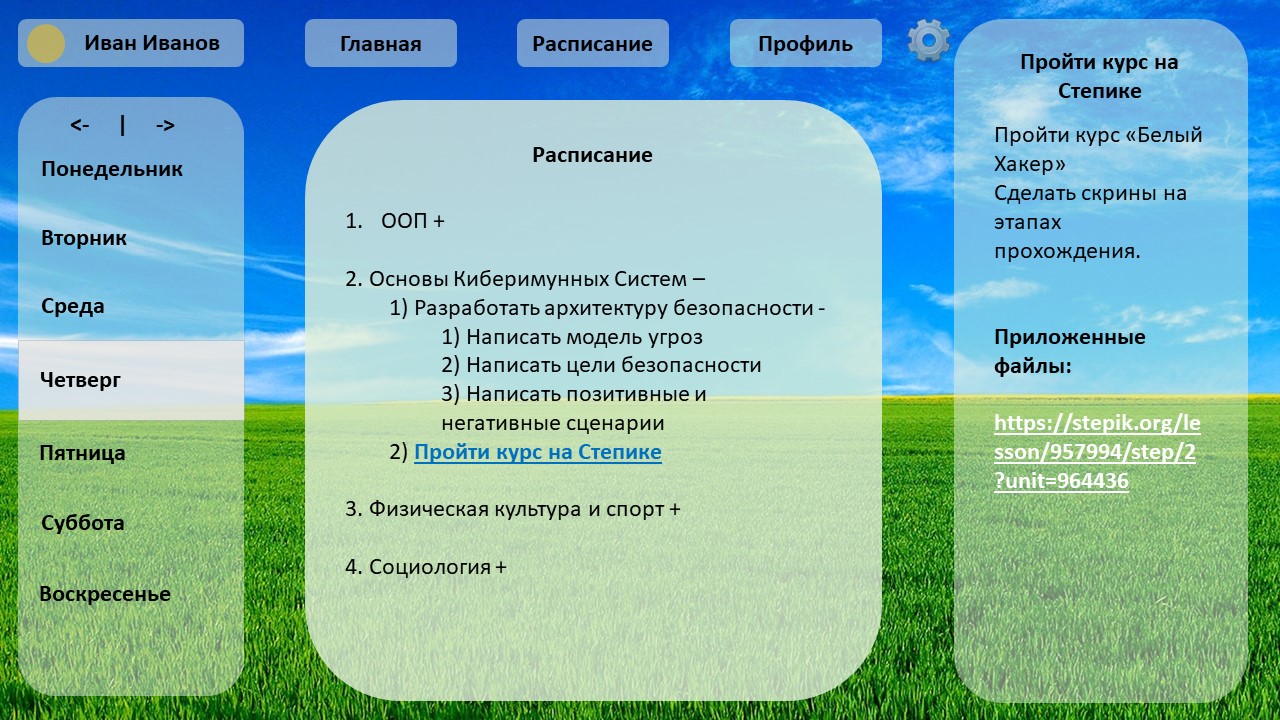 Иван Иванов
Главная
Расписание
Профиль
<- | ->
Понедельник
Вторник
Среда
Четверг
Пятница
Суббота
Воскресенье
Расписание
1. ООП +
2. Основы Киберимунных Систем –
1) Разработать архитектуру безопасности -
1) Написать модель угроз
2) Написать цели безопасности
3) Написать позитивные и
негативные сценарии
2) Пройти курс на Степике
3. Физическая культура и спорт +
4. Социология +
Пройти курс на
Степике
Пройти курс «Белый
Хакер»
Сделать скрины на
этапах
прохождения.
Приложенные
файлы:
https://stepik.org/le
sson/957994/step/2
?unit=964436